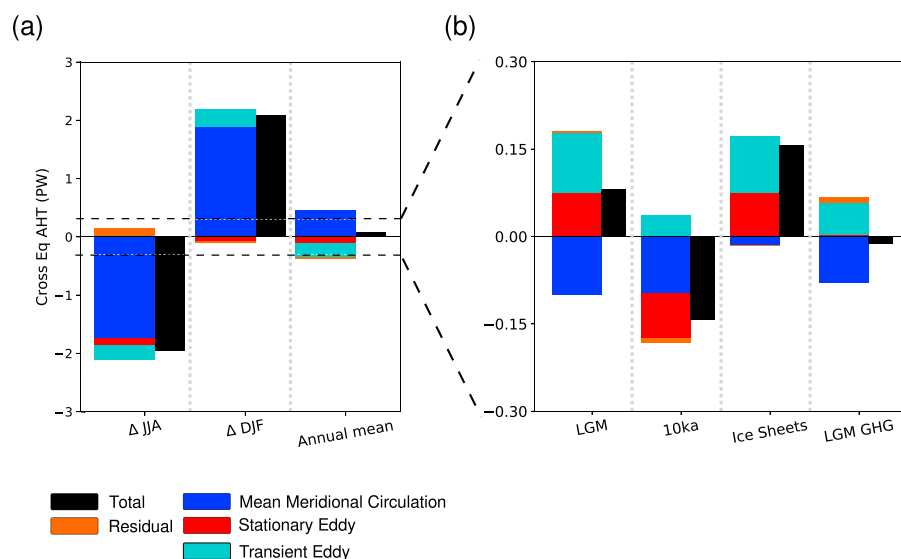 (a)
(b)
Cross Eq AHT (PW)
3
2
1
0
−1
−2
−3
Δ JJA
Δ DJF
Annual mean
0.30
0.15
0.00
−0.15
−0.30
LGM
10ka
Ice Sheets
LGM GHG
Total
Residual
Mean Meridional Circulation
Stationary Eddy
Transient Eddy